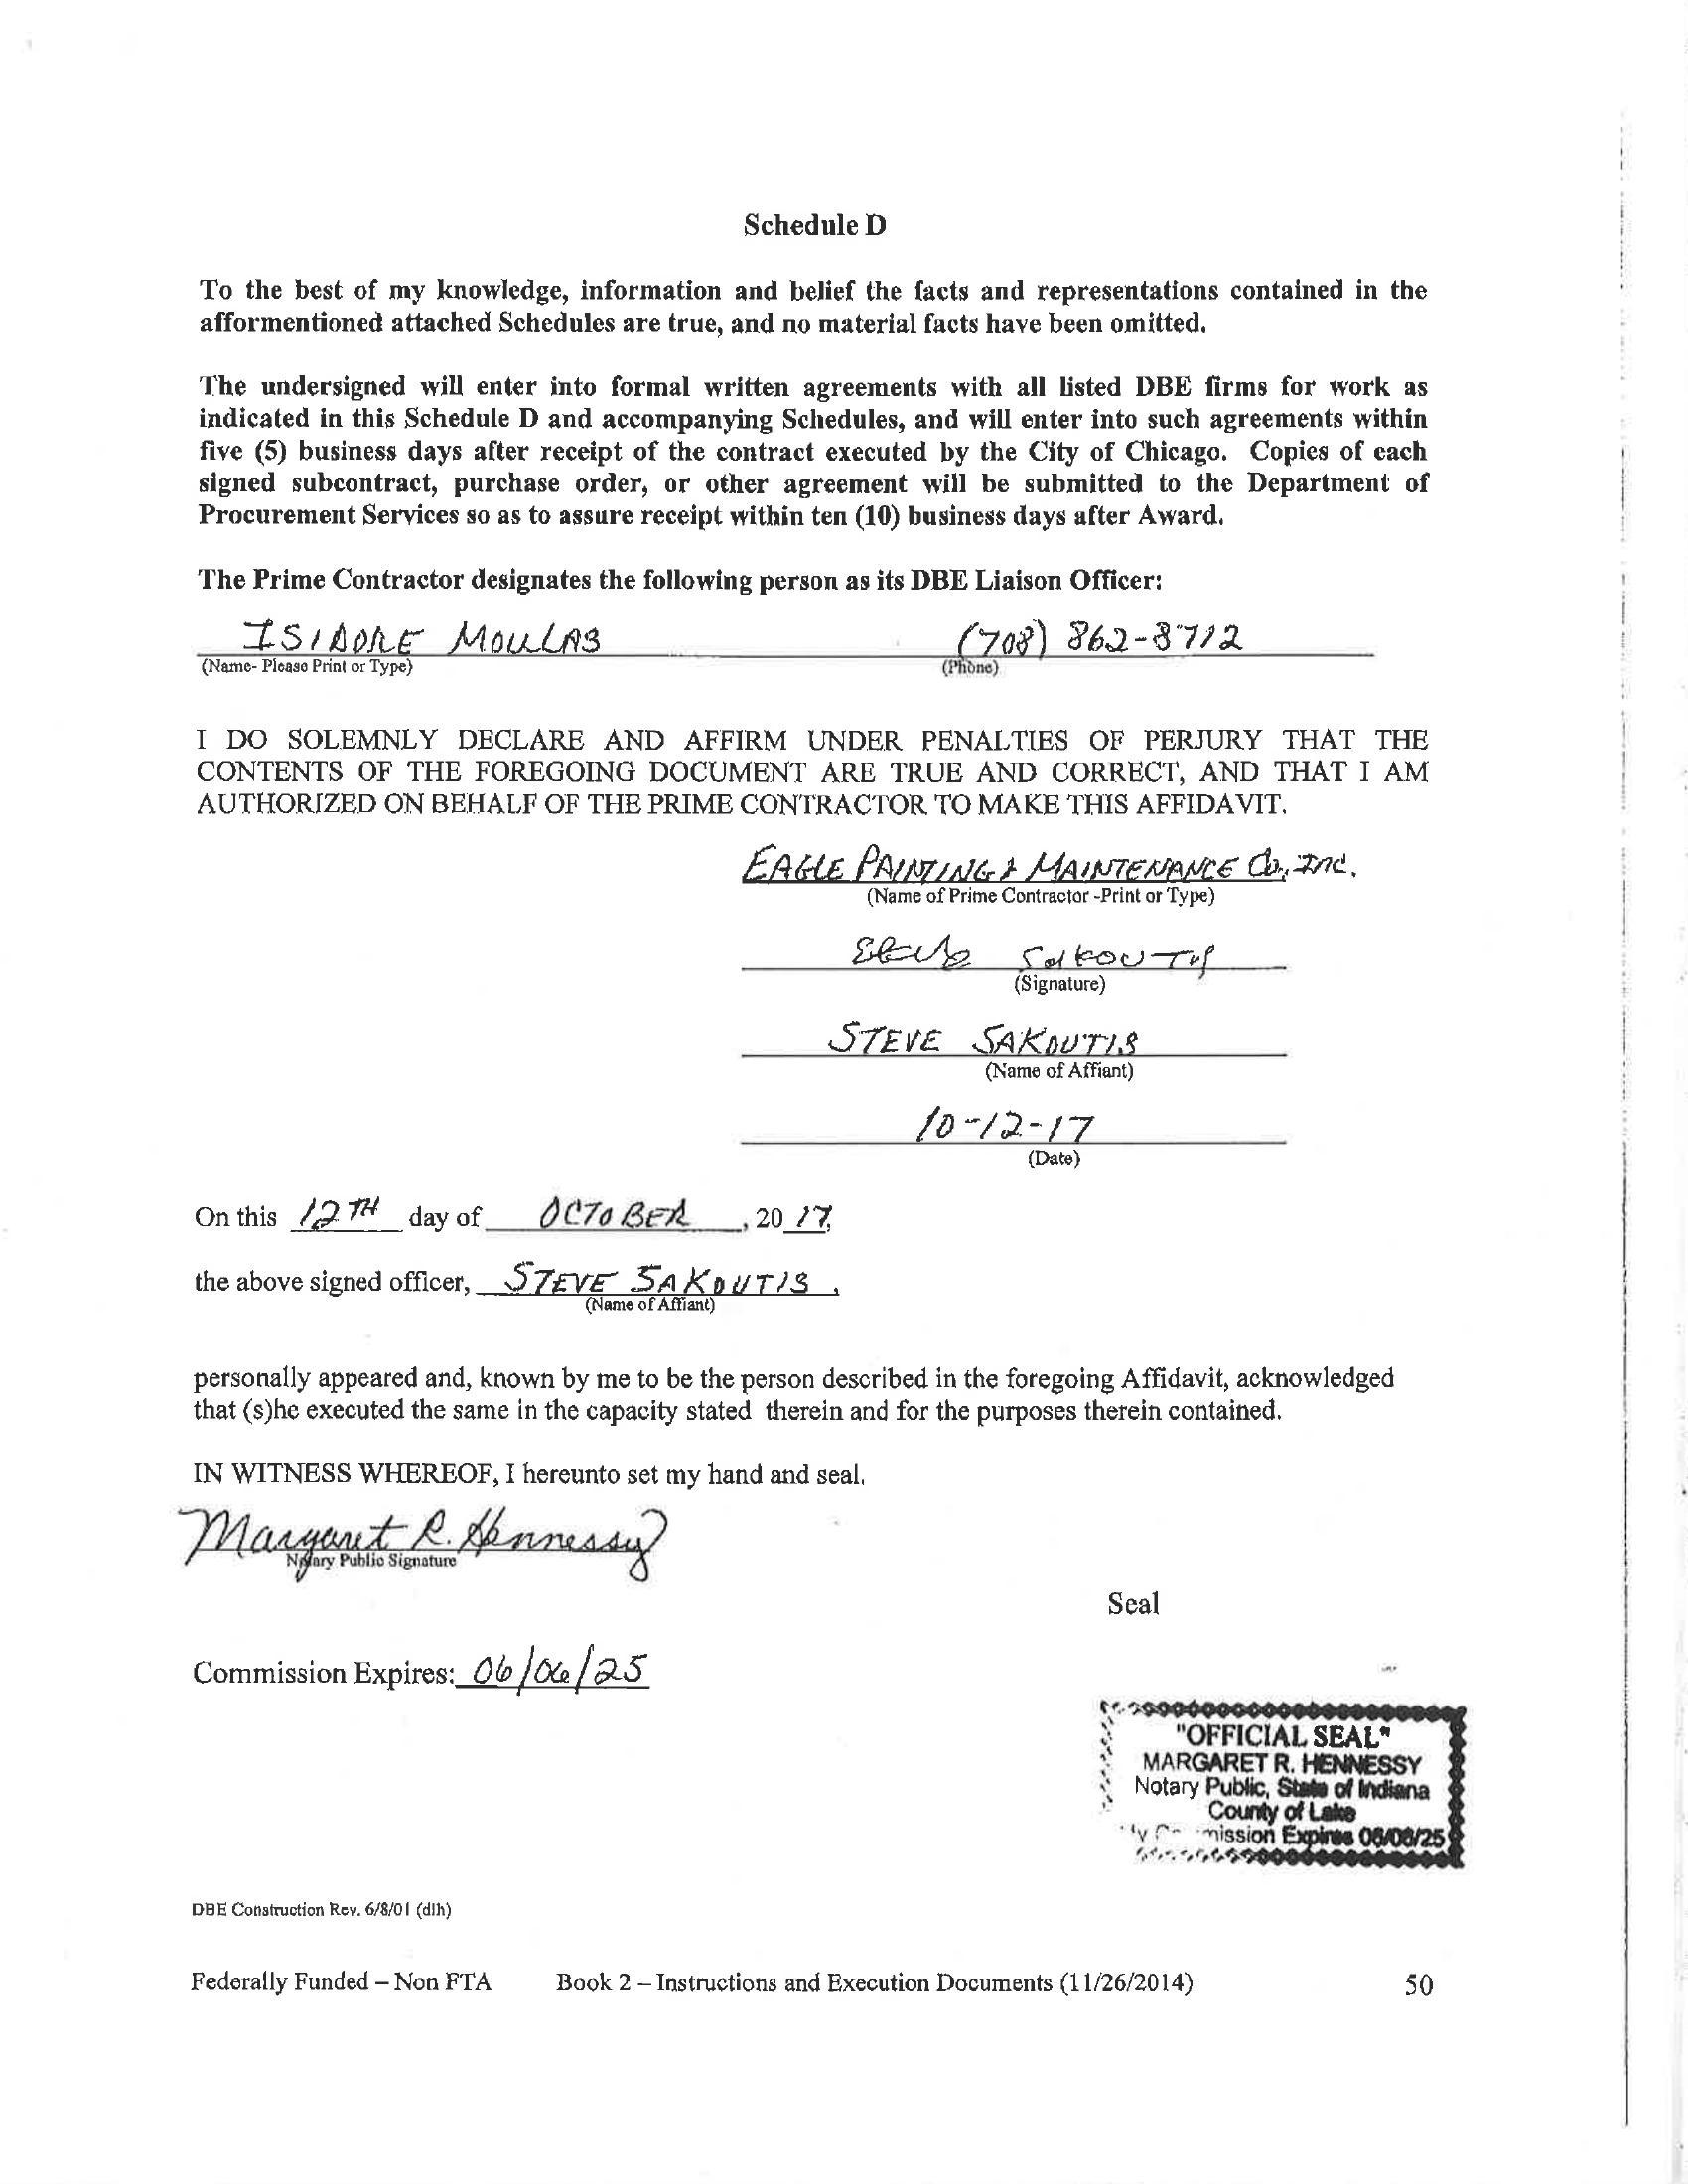 Schedule D
To the best of my knowledge, information and belief the facts and representations contained in the
afformentioned attached Schedules are true, and no material facts have been omitted.
The undersigned will enter into formal written agreements with all listed DBE firms for work as
indicated in this Schedule D and accompanying Schedules, and will enter into such agreements within
five (5) business days after receipt of the contract executed by the City of Chicago. Copies of each
signed subcontract, purchase order, or other agreement will be submitted to the Department of
Procurement Services so as to assure receipt within ten (10) business days after Award.
The Prime Contractor designates the following person as its DBE Liaison Officer:
ISIDORE MOULAS (708) 862-8712
(Name- Please Print or Type) (Phone)
I DO SOLEMNLY DECLARE AND AFFIRM UNDER PENALTIES OF PERJURY THAT THE
CONTENTS OF THE FOREGOING DOCUMENT ARE TRUE AND CORRECT, AND THAT I AM
AUTHORIZED ON BEHALF OF THE PRIME CONTRACTOR TO MAKE THIS AFFIDAVIT.
EAGLE PAINTING & MAINTENANCE Co., Inc.
(Name of Prime Contractor -Print or Type)
Steve Sakoutis
(Signature)
STEVE SAKOUTIS
(Name of Affiant)
10-12-17
(Date)
On this 12TH day of OCTOBER, 20 17,
the above signed officer, STEVE SAKOUTIS,
(Name of Affiant)
personally appeared and, known by me to be the person described in the foregoing Affidavit, acknowledged
that (s)he executed the same in the capacity stated therein and for the purposes therein contained.
IN WITNESS WHEREOF, I hereunto set my hand and seal.
Margaret R. Hennessy
Notary Public Signature
Seal
Commission Expires: 06/06/25
"OFFICIAL SEAL"
MARGARET R. HENNESSY
Notary Public, State of Indiana
County of Lake
mission Expires 06/06/25
DBE Construction Rev. 6/8/01 (dlh)
Federally Funded – Non FTA Book 2 – Instructions and Execution Documents (11/26/2014) 50